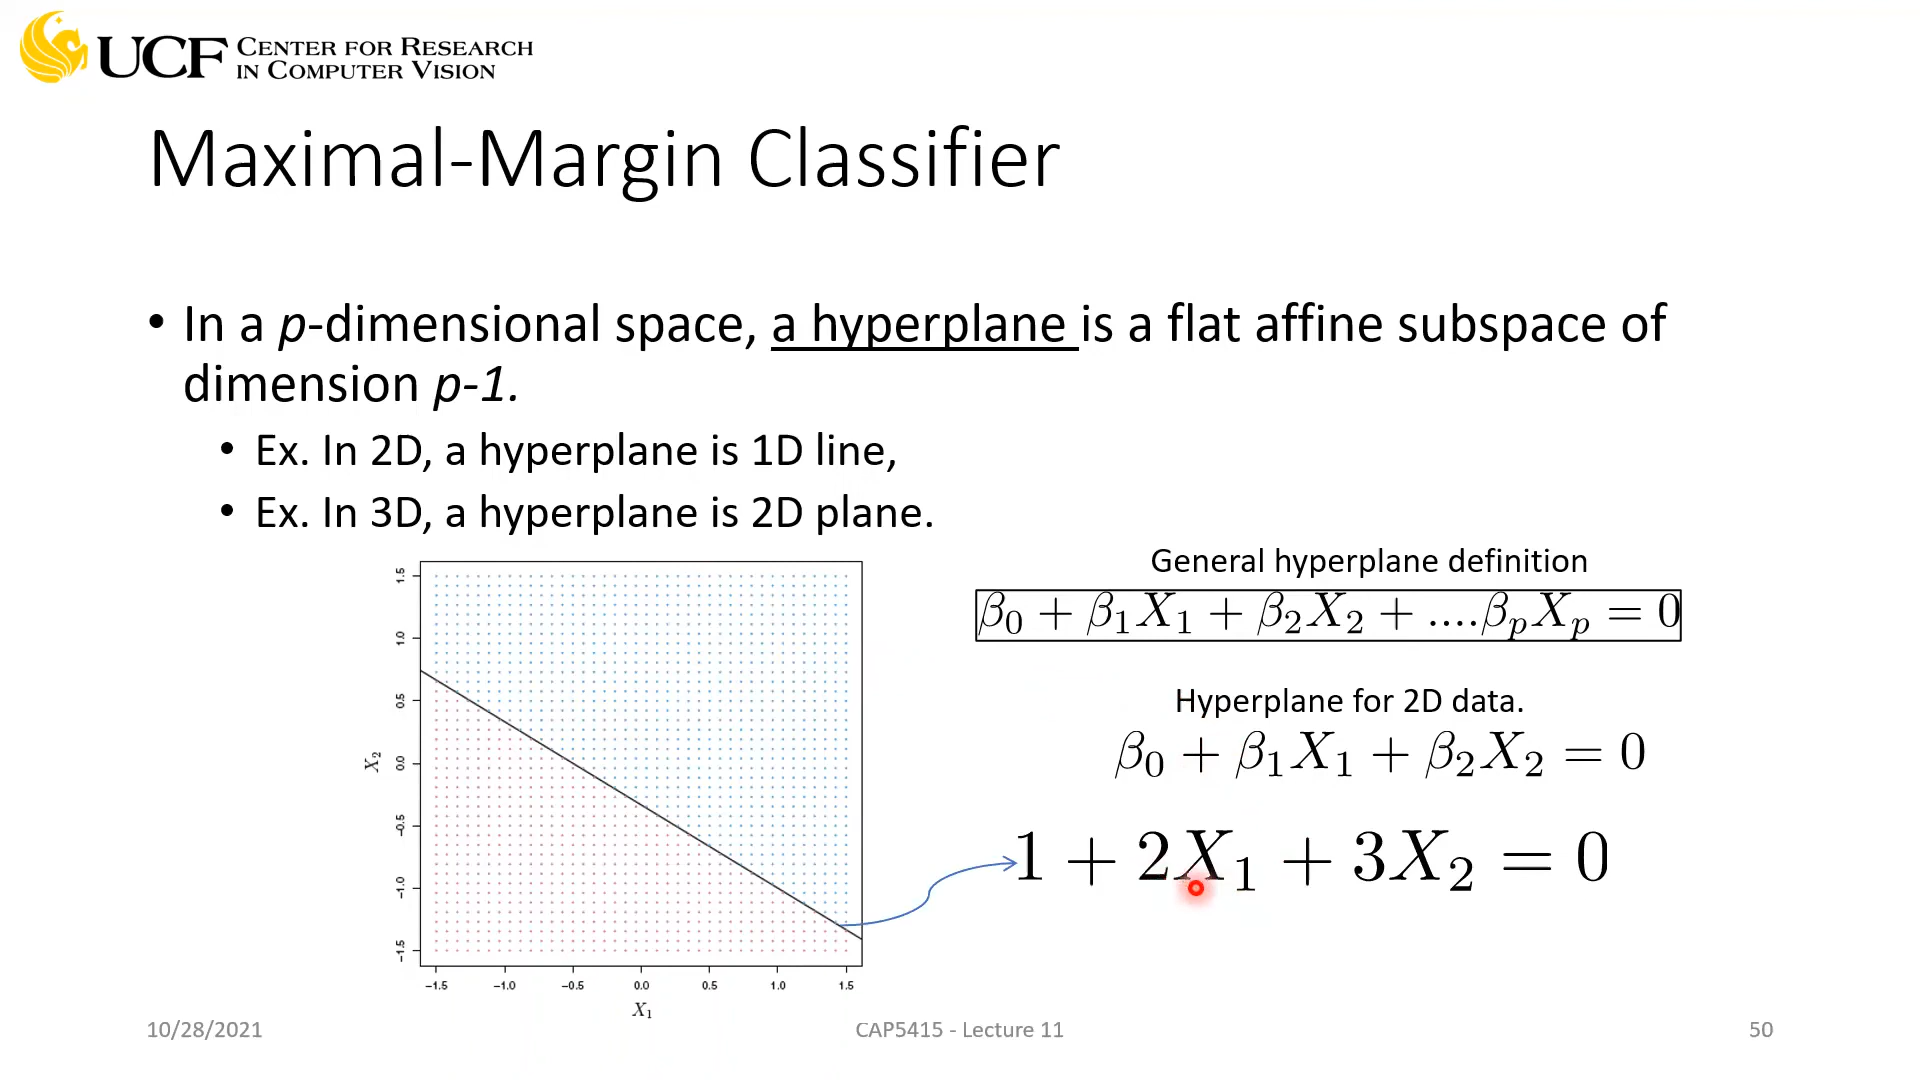 UCF CENTER FOR RESEARCH
IN COMPUTER VISION
Maximal-Margin Classifier
• In a p-dimensional space, a hyperplane is a flat affine subspace of
dimension p-1.
• Ex. In 2D, a hyperplane is 1D line,
• Ex. In 3D, a hyperplane is 2D plane.
General hyperplane definition
β₀ + β₁X₁ + β₂X₂ + ....βₚXₚ = 0
Hyperplane for 2D data.
β₀ + β₁X₁ + β₂X₂ = 0
1 + 2X₁ + 3X₂ = 0
1.5
1.0
0.5
0.0
-0.5
-1.0
-1.5
X₂
-1.5 -1.0 -0.5 0.0 0.5 1.0 1.5
X₁
10/28/2021 CAP5415 - Lecture 11 50